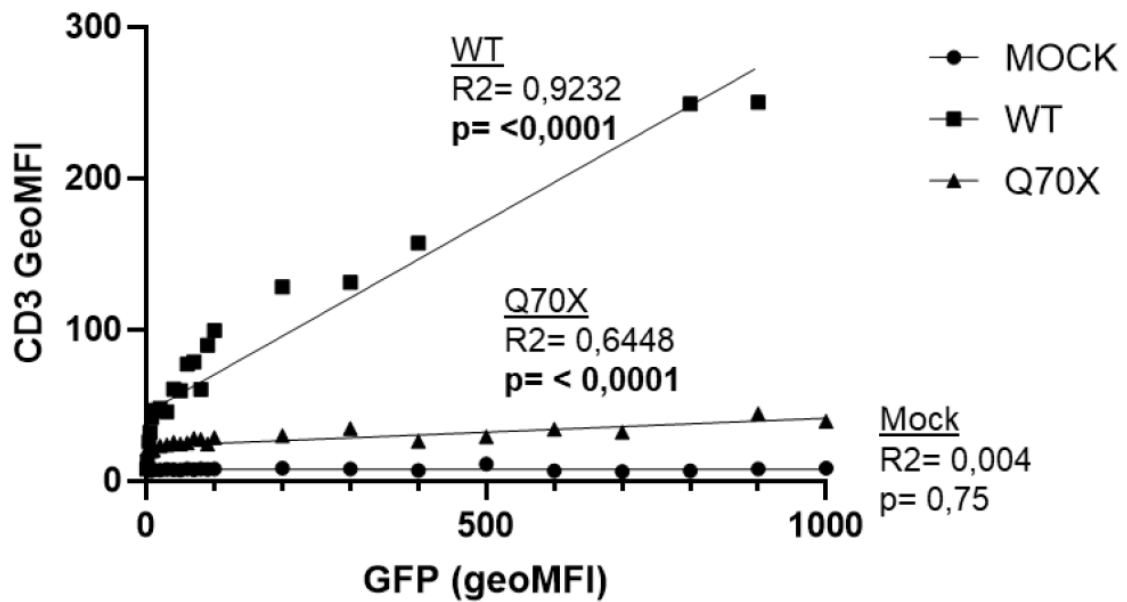 300
200
100
0
CD3 GeoMFI
WT
R2= 0,9232
p= <0,0001
Q70X
R2= 0,6448
p= < 0,0001
Mock
R2= 0,004
p= 0,75
MOCK
WT
Q70X
0
500
1000
GFP (geoMFI)